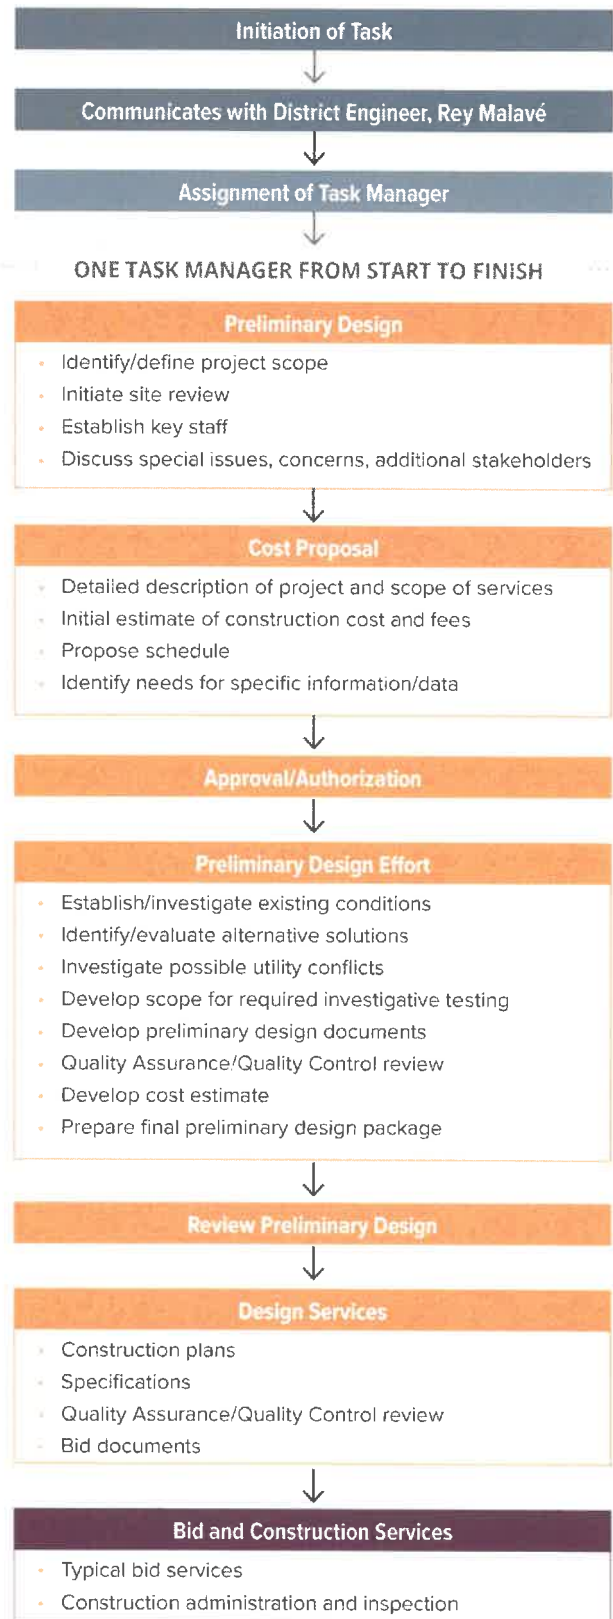 Initiation of Task
Communicates with District Engineer, Rey Malavé
Assignment of Task Manager
ONE TASK MANAGER FROM START TO FINISH
Preliminary Design
Identify/define project scope
Initiate site review
Establish key staff
Discuss special issues, concerns, additional stakeholders
Cost Proposal
Detailed description of project and scope of services
Initial estimate of construction cost and fees
Propose schedule
Identify needs for specific information/data
Approval/Authorization
Preliminary Design Effort
Establish/investigate existing conditions
Identify/evaluate alternative solutions
Investigate possible utility conflicts
Develop scope for required investigative testing
Develop preliminary design documents
Quality Assurance/Quality Control review
Develop cost estimate
Prepare final preliminary design package
Review Preliminary Design
Design Services
Construction plans
Specifications
Quality Assurance/Quality Control review
Bid documents
Bid and Construction Services
Typical bid services
Construction administration and inspection